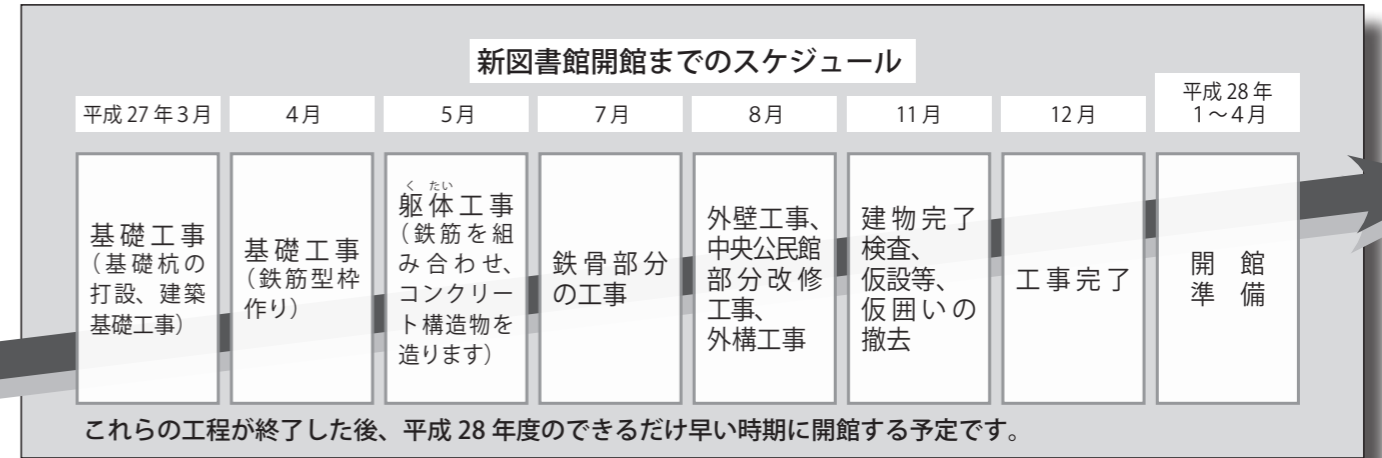 新図書館開館までのスケジュール
平成27年3月
4月
5月
7月
8月
11月
12月
平成28年
1～4月
基礎工事
（基礎杭の
打設、建築
基礎工事）
基礎工事
（鉄筋型枠
作り）
く たい
躯体工事
（鉄筋を組
み合わせ、
コンクリー
ト構造物を
造ります）
鉄骨部分
の工事
外壁工事、
中央公民館
部分改修
工事、
外構工事
建物完了
検査、
仮設等、
仮囲いの
撤去
工事完了
開館
準備
これらの工程が終了した後、平成28年度のできるだけ早い時期に開館する予定です。